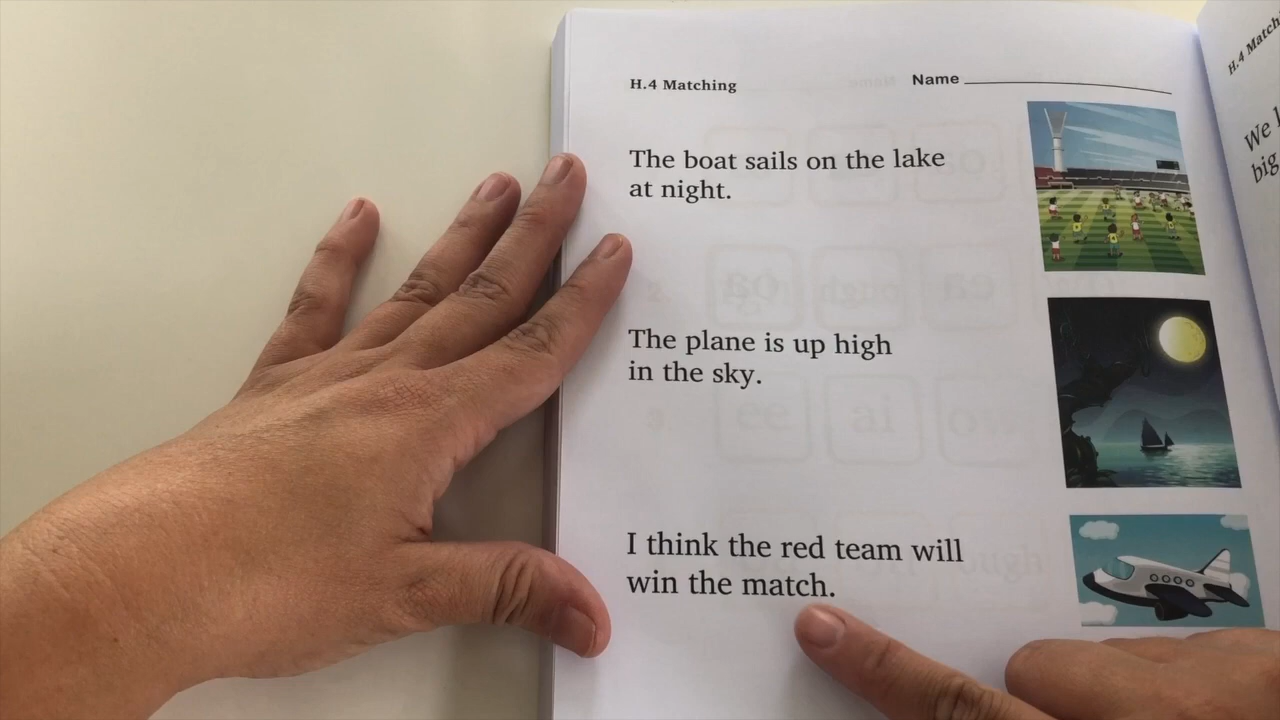 H.4 Matching
Name
The boat sails on the lake
at night.
The plane is up high
in the sky.
I think the red team will
win the match.
H.4 Match
We
big